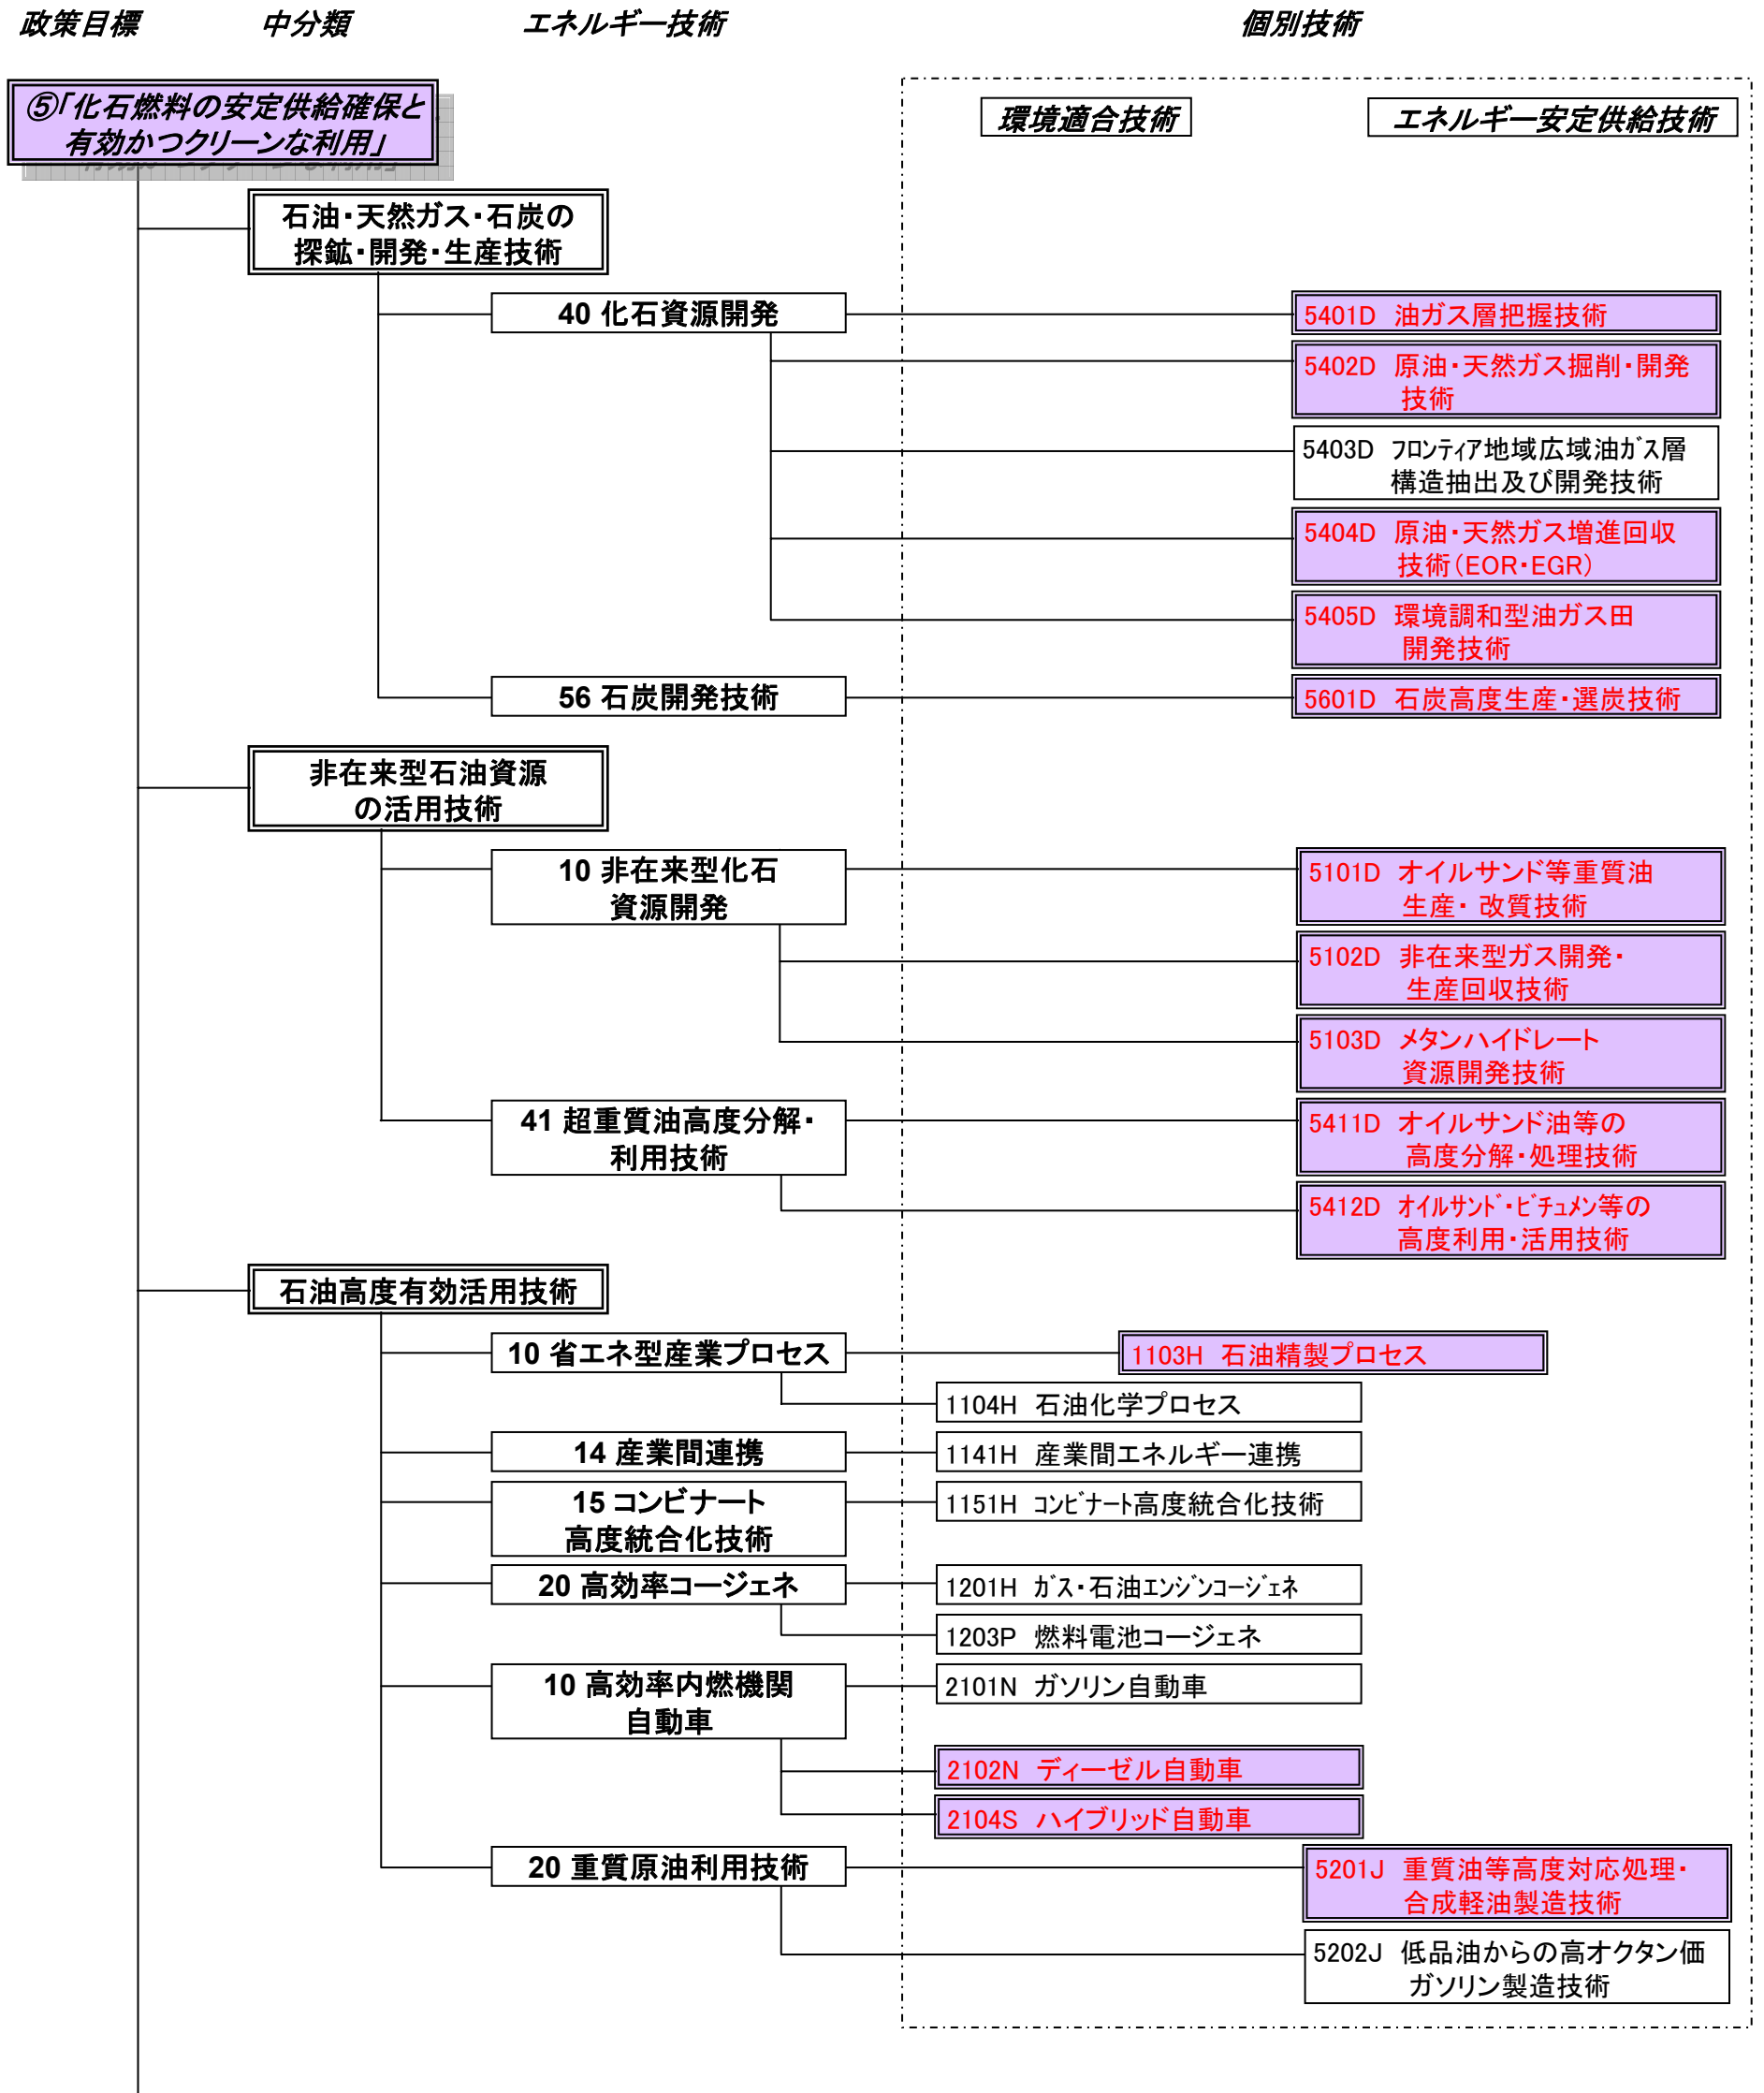 政策目標 中分類 エネルギー技術 個別技術
⑤「化石燃料の安定供給確保と
有効かつクリーンな利用」
環境適合技術 エネルギー安定供給技術
石油・天然ガス・石炭の
探鉱・開発・生産技術
40 化石資源開発
5401D 油ガス層把握技術
5402D 原油・天然ガス掘削・開発
技術
5403D ﾌﾛﾝﾃｨｱ地域広域油ｶﾞｽ層
構造抽出及び開発技術
5404D 原油・天然ガス増進回収
技術（EOR・EGR）
5405D 環境調和型油ガス田
開発技術
56 石炭開発技術
5601D 石炭高度生産・選炭技術
非在来型石油資源
の活用技術
10 非在来型化石
資源開発
5101D オイルサンド等重質油
生産・ 改質技術
5102D 非在来型ガス開発・
生産回収技術
5103D メタンハイドレート
資源開発技術
41 超重質油高度分解・
利用技術
5411D オイルサンド油等の
高度分解・処理技術
5412D ｵｲﾙｻﾝﾄﾞ・ﾋﾞﾁｭﾒﾝ等の
高度利用・活用技術
石油高度有効活用技術
10 省エネ型産業プロセス
1103H 石油精製プロセス
1104H 石油化学プロセス
14 産業間連携
1141H 産業間エネルギー連携
15 コンビナート
高度統合化技術
1151H ｺﾝﾋﾞﾅｰﾄ高度統合化技術
20 高効率コージェネ
1201H ｶﾞｽ・石油ｴﾝｼﾞﾝｺｰｼﾞｪﾈ
1203P 燃料電池コージェネ
10 高効率内燃機関
自動車
2101N ガソリン自動車
2102N ディーゼル自動車
2104S ハイブリッド自動車
20 重質原油利用技術
5201J 重質油等高度対応処理・
合成軽油製造技術
5202J 低品油からの高オクタン価
ガソリン製造技術